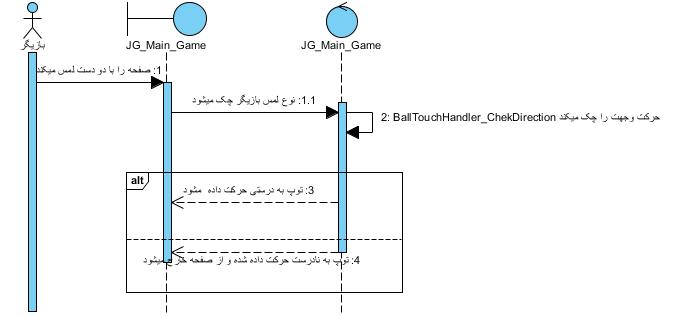 بازیگر
JG_Main_Game
JG_Main_Game
1: صفحه را با دو دست لمس میکند
1.1: نوع لمس بازیگر چک میشود
2: BallTouchHandler_ChekDirection حرکت وجهت را چک میکند
alt
3: توپ به درستی حرکت داده مشود
4: توپ به نادرست حرکت داده شده و از صفحه خارج میشود